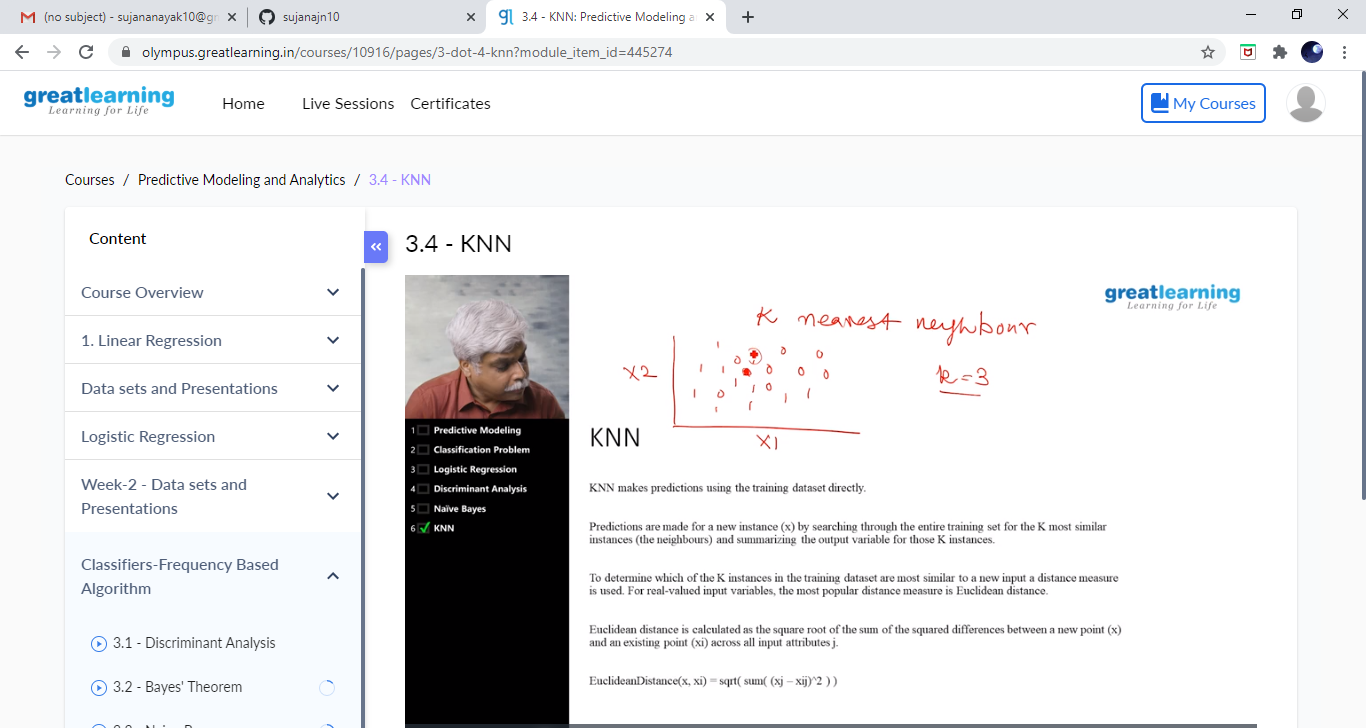 (no subject) - sujananayak10@gm
sujanajn10
3.4 - KNN: Predictive Modeling a
olympus.greatlearning.in/courses/10916/pages/3-dot-4-knn?module_item_id=445274
greatlearning
Learning for Life
Home
Live Sessions
Certificates
My Courses
Courses / Predictive Modeling and Analytics / 3.4 - KNN
Content
Course Overview
1. Linear Regression
Data sets and Presentations
Logistic Regression
Week-2 - Data sets and
Presentations
Classifiers-Frequency Based
Algorithm
3.1 - Discriminant Analysis
3.2 - Bayes' Theorem
3.4 - KNN
greatlearning
Learning for Life
K nearest neighbour
X2
k=3
X1
1 Predictive Modeling
2 Classification Problem
3 Logistic Regression
4 Discriminant Analysis
5 Naïve Bayes
6 KNN
KNN
KNN makes predictions using the training dataset directly.
Predictions are made for a new instance (x) by searching through the entire training set for the K most similar
instances (the neighbours) and summarizing the output variable for those K instances.
To determine which of the K instances in the training dataset are most similar to a new input a distance measure
is used. For real-valued input variables, the most popular distance measure is Euclidean distance.
Euclidean distance is calculated as the square root of the sum of the squared differences between a new point (x)
and an existing point (xi) across all input attributes j.
EuclideanDistance(x, xi) = sqrt( sum( (xj – xij)^2 ) )